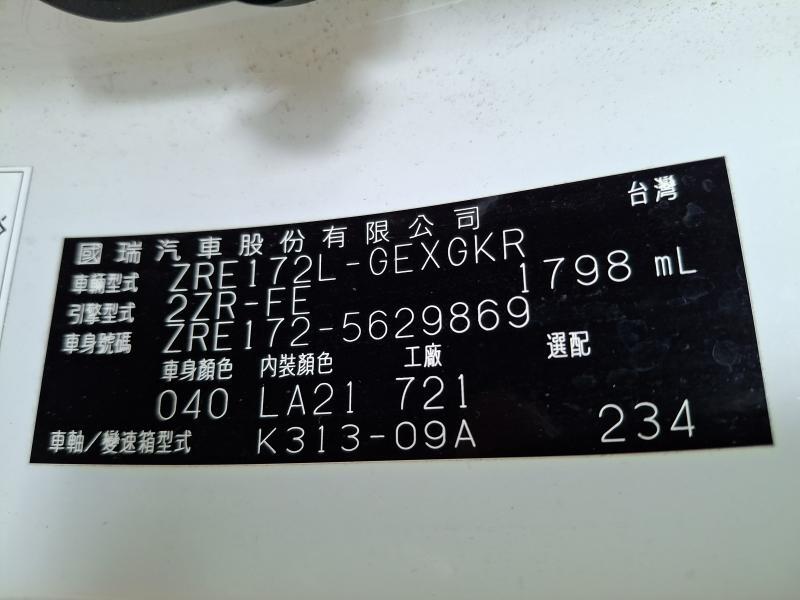 國瑞汽車股份有限公司 台灣
車輛型式 ZRE172L-GEXGKR
引擎型式 2ZR-FE 1798 mL
車身號碼 ZRE172-5629869
車身顏色 內裝顏色 工廠 選配
040 LA21 721
車軸/變速箱型式 K313-09A 234